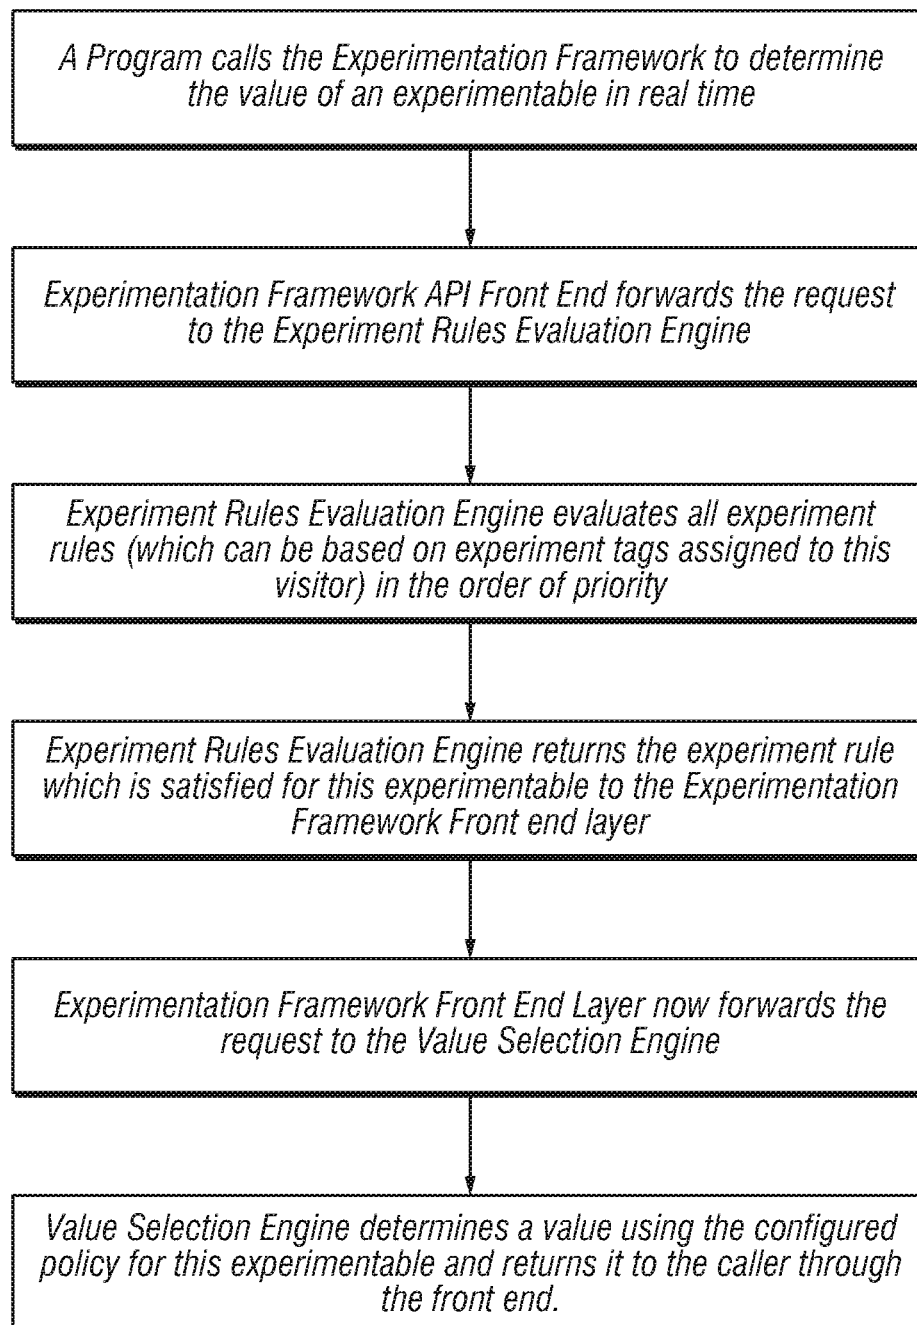 A Program calls the Experimentation Framework to determine
the value of an experimentable in real time
Experimentation Framework API Front End forwards the request
to the Experiment Rules Evaluation Engine
Experiment Rules Evaluation Engine evaluates all experiment
rules (which can be based on experiment tags assigned to this
visitor) in the order of priority
Experiment Rules Evaluation Engine returns the experiment rule
which is satisfied for this experimentable to the Experimentation
Framework Front end layer
Experimentation Framework Front End Layer now forwards the
request to the Value Selection Engine
Value Selection Engine determines a value using the configured
policy for this experimentable and returns it to the caller through
the front end.